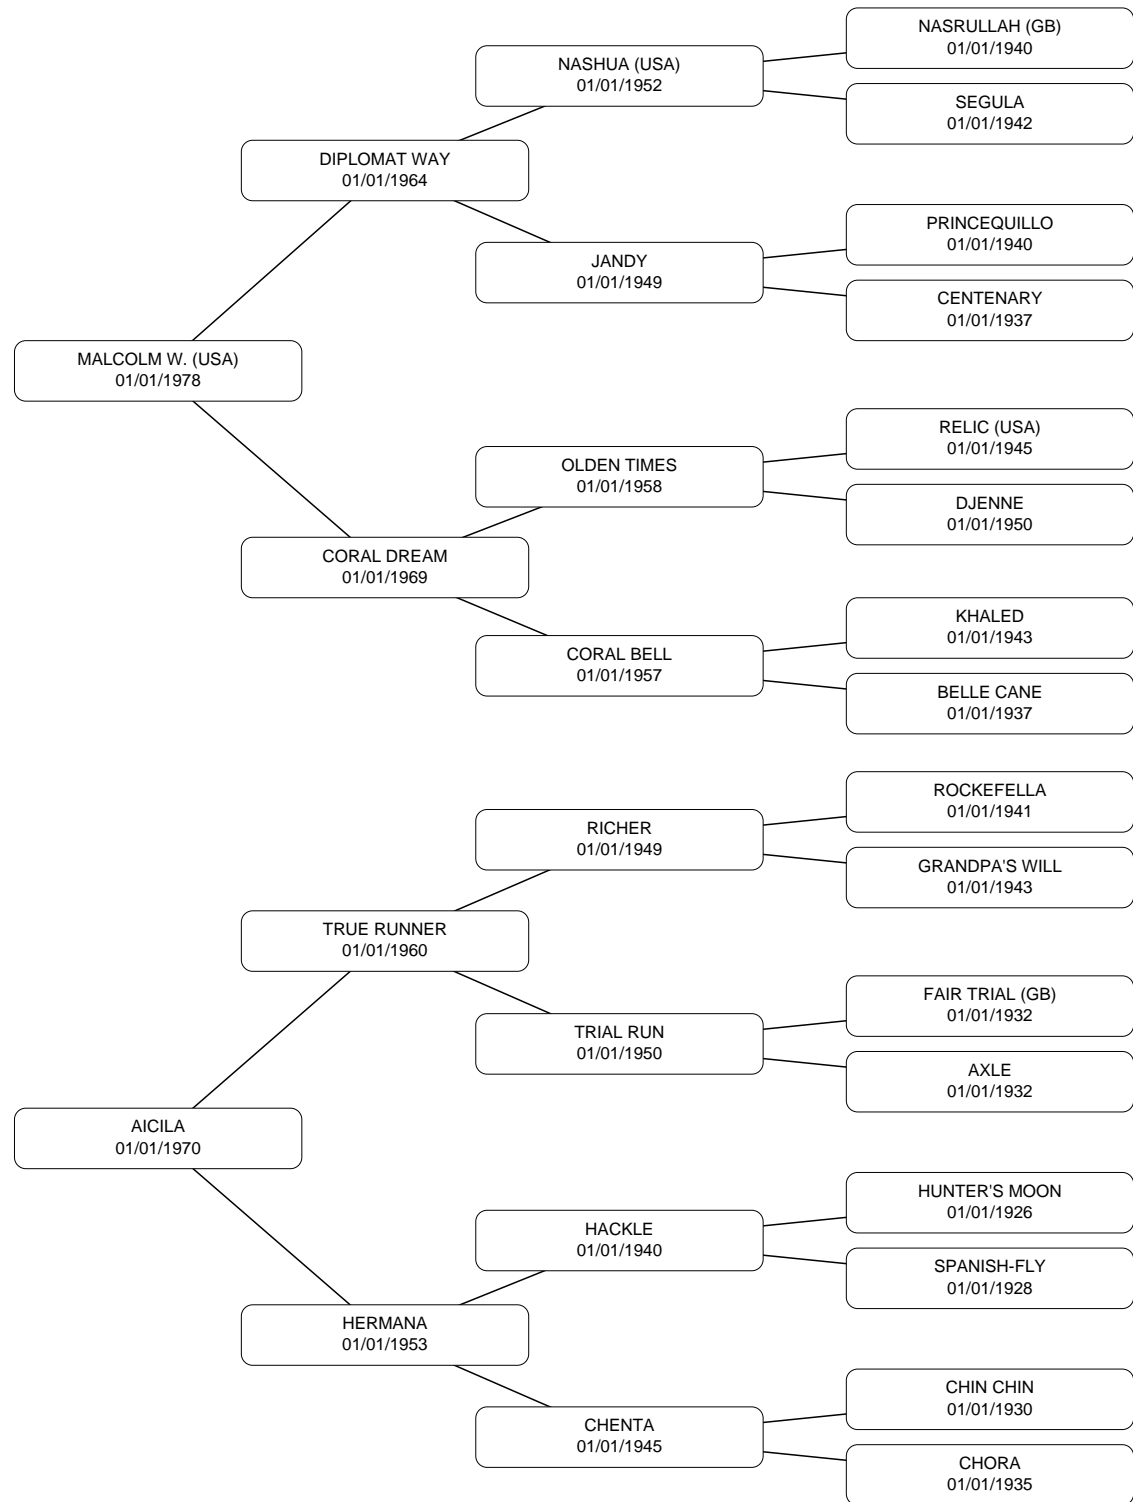 NASRULLAH (GB)
01/01/1940
NASHUA (USA)
01/01/1952
SEGULA
01/01/1942
DIPLOMAT WAY
01/01/1964
PRINCEQUILLO
01/01/1940
JANDY
01/01/1949
CENTENARY
01/01/1937
MALCOLM W. (USA)
01/01/1978
RELIC (USA)
01/01/1945
OLDEN TIMES
01/01/1958
DJENNE
01/01/1950
CORAL DREAM
01/01/1969
KHALED
01/01/1943
CORAL BELL
01/01/1957
BELLE CANE
01/01/1937
ROCKEFELLA
01/01/1941
RICHER
01/01/1949
GRANDPA'S WILL
01/01/1943
TRUE RUNNER
01/01/1960
FAIR TRIAL (GB)
01/01/1932
TRIAL RUN
01/01/1950
AXLE
01/01/1932
AICILA
01/01/1970
HUNTER'S MOON
01/01/1926
HACKLE
01/01/1940
SPANISH-FLY
01/01/1928
HERMANA
01/01/1953
CHIN CHIN
01/01/1930
CHENTA
01/01/1945
CHORA
01/01/1935